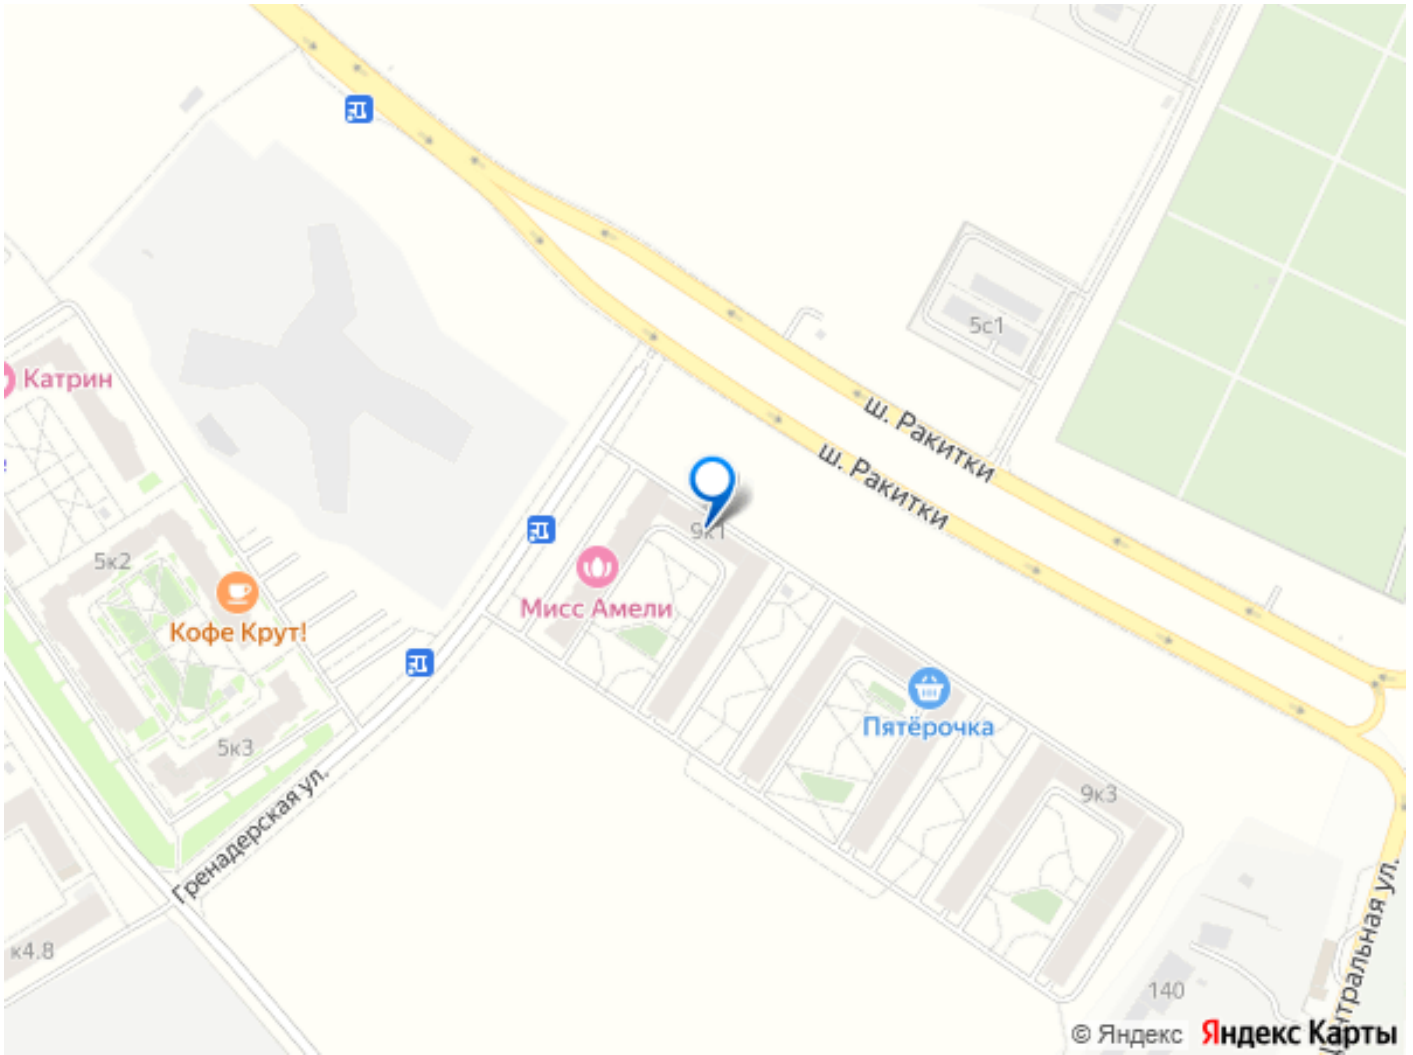 5с1
Катрин
ш. Ракитки
ш. Ракитки
9к1
5к2
Мисс Амели
Кофе Крут!
Пятёрочка
5к3
9к3
Гренадерская ул.
к4.8
140
Центральная ул.
© Яндекс Яндекс Карты